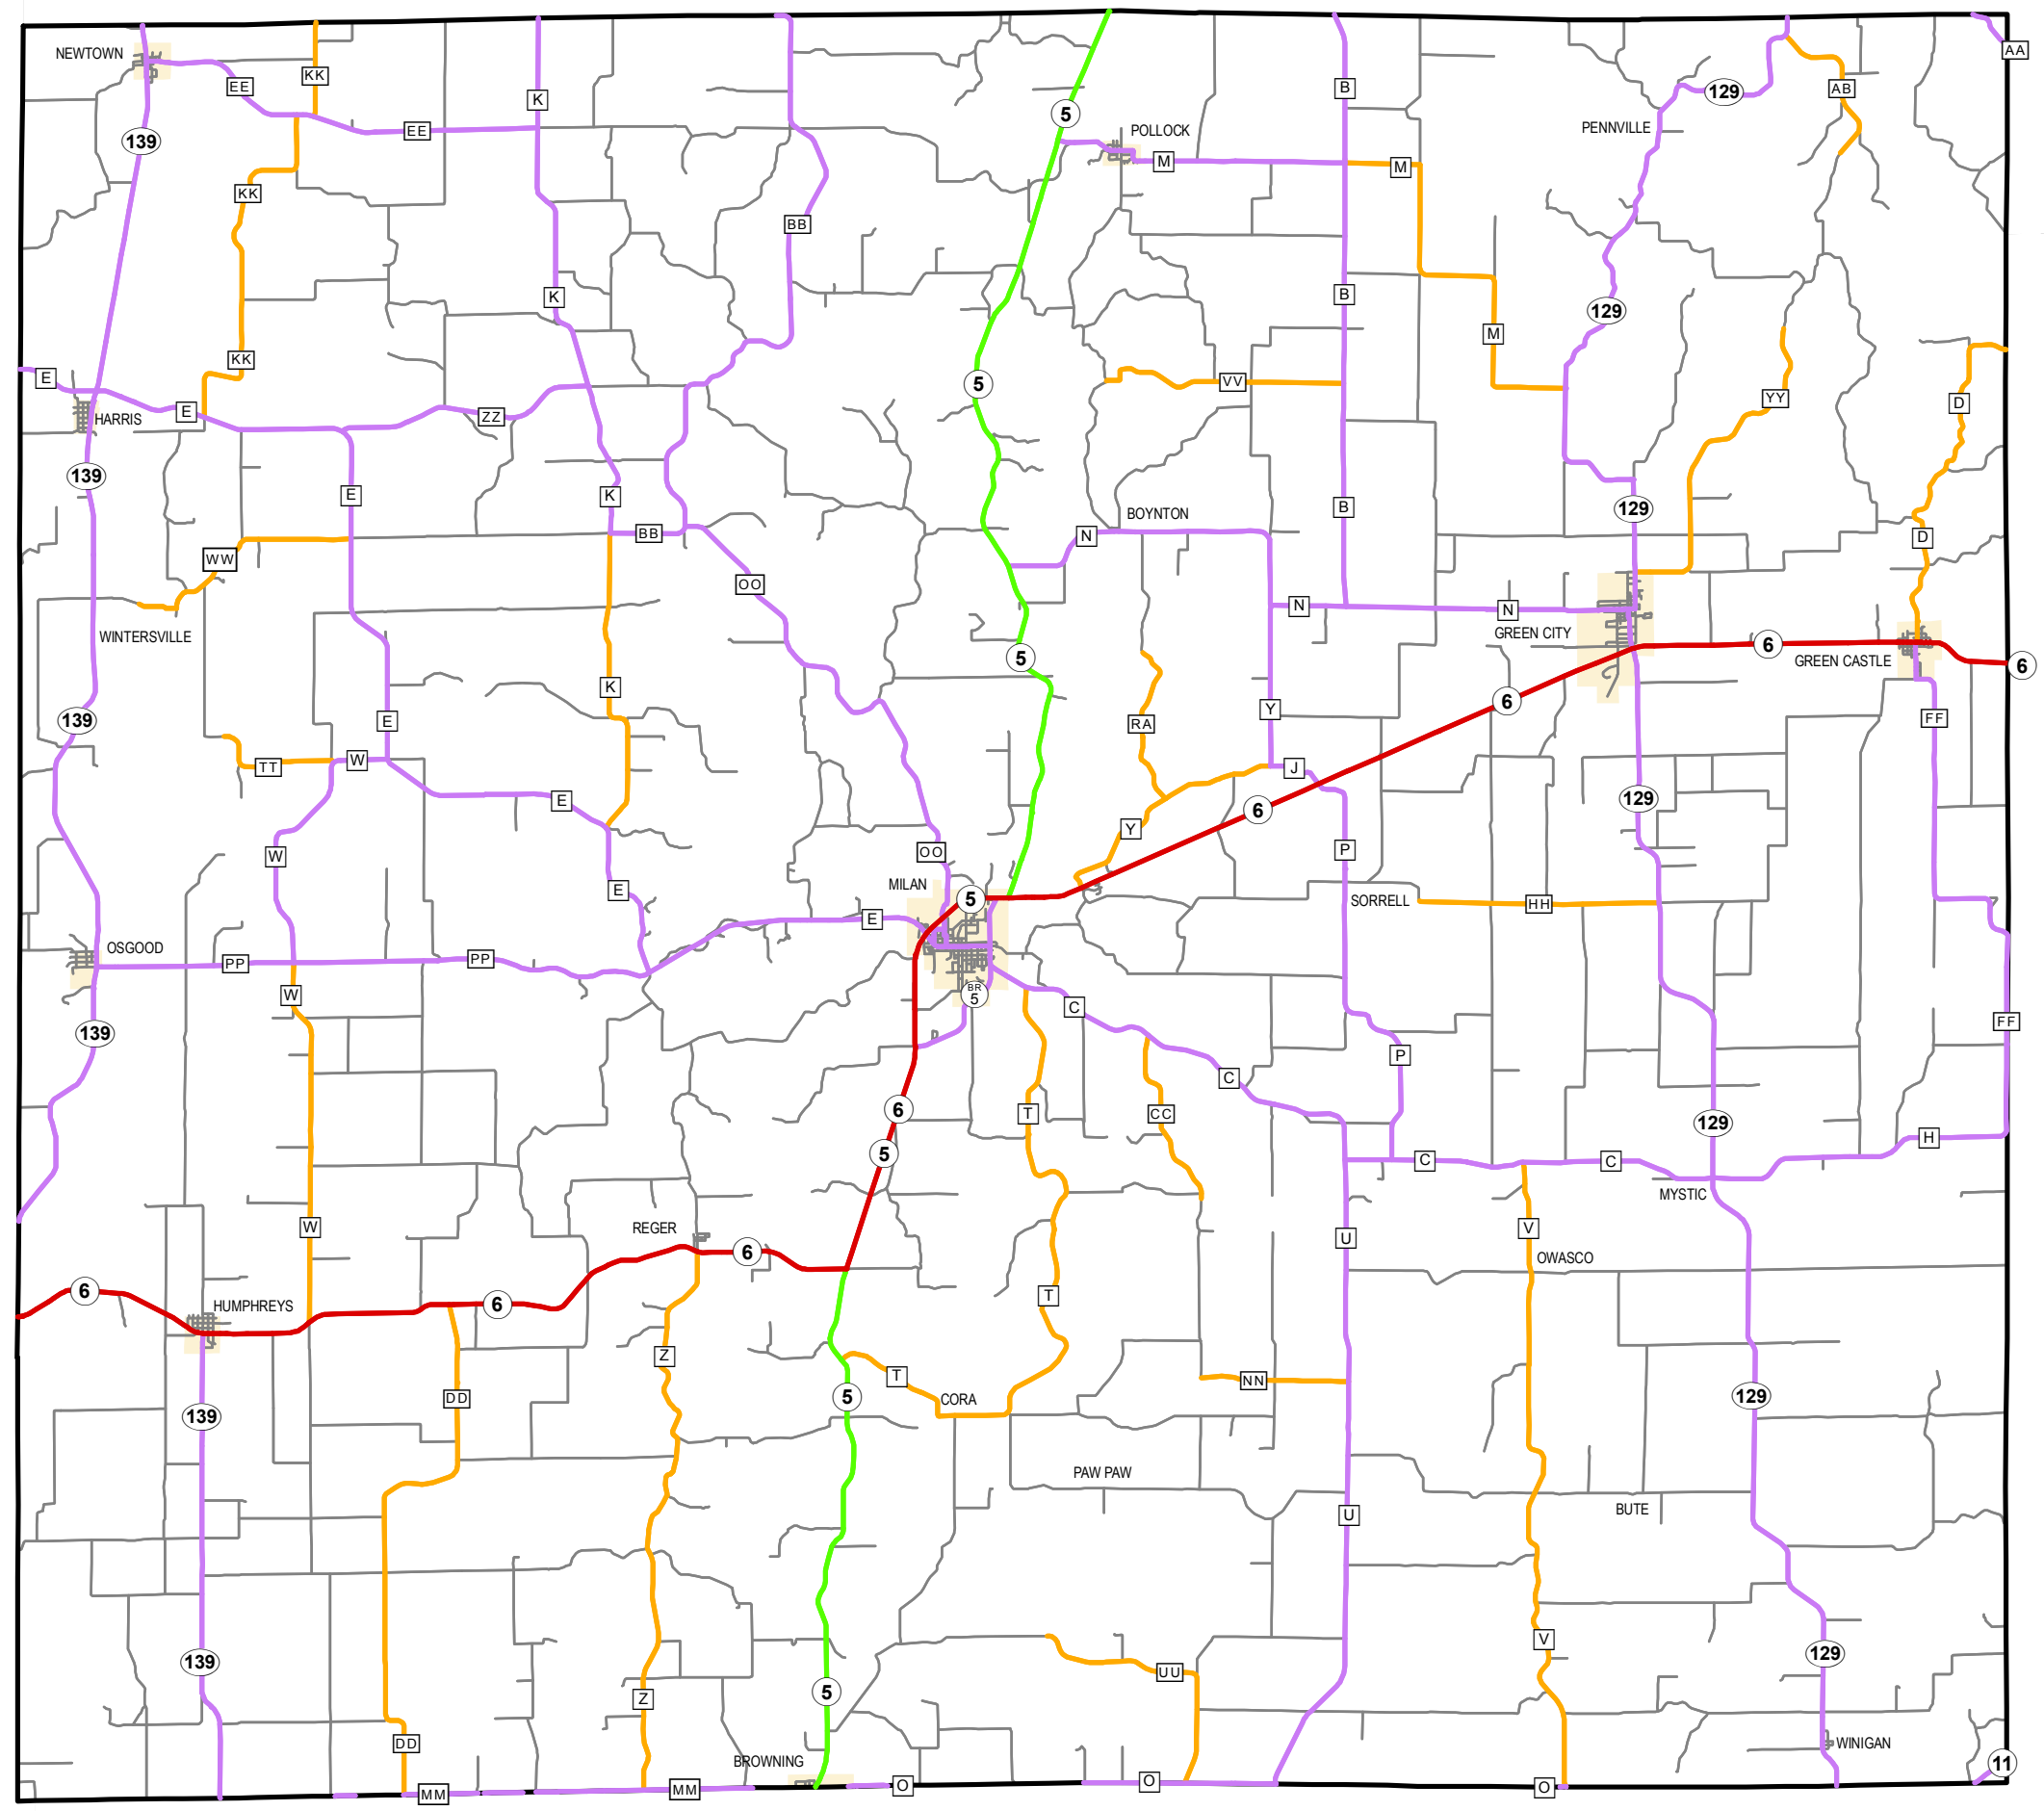 AA
NEWTOWN
KK
EE
K
B
129
AB
5
139
EE
POLLOCK
PENNVILLE
M
M
KK
BB
K
B
129
M
KK
E
5
VV
YY
D
E
ZZ
HARRIS
139
E
K
B
129
BOYNTON
N
BB
D
WW
OO
N
N
WINTERSVILLE
GREEN CITY
6
5
GREEN CASTLE
6
K
6
139
E
RA
Y
FF
W
TT
J
E
129
6
Y
P
W
OO
MILAN
E
5
SORRELL
HH
E
OSGOOD
PP
PP
W
BR
5
C
139
FF
P
C
6
T
CC
129
5
H
C
C
MYSTIC
W
REGER
U
V
6
OWASCO
6
T
HUMPHREYS
6
Z
T
NN
DD
5
CORA
129
139
PAW PAW
BUTE
U
V
129
139
UU
5
Z
DD
WINIGAN
BROWNING
11
MM
MM
O
O
O